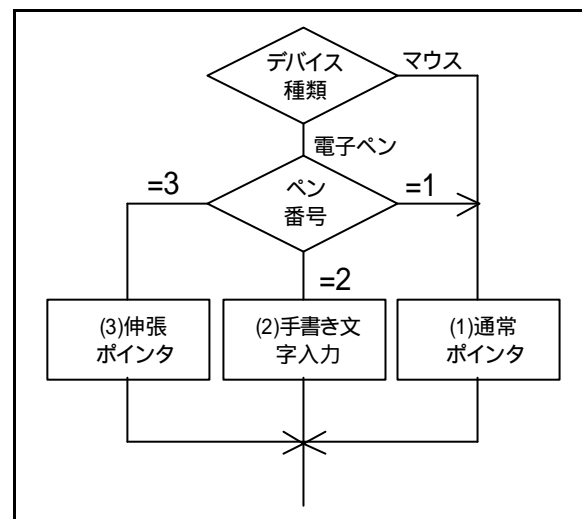 デバイス
種類
マウス
電子ペン
=3
ペン
番号
=1
=2
(3)伸張
ポインタ
(2)手書き文
字入力
(1)通常
ポインタ